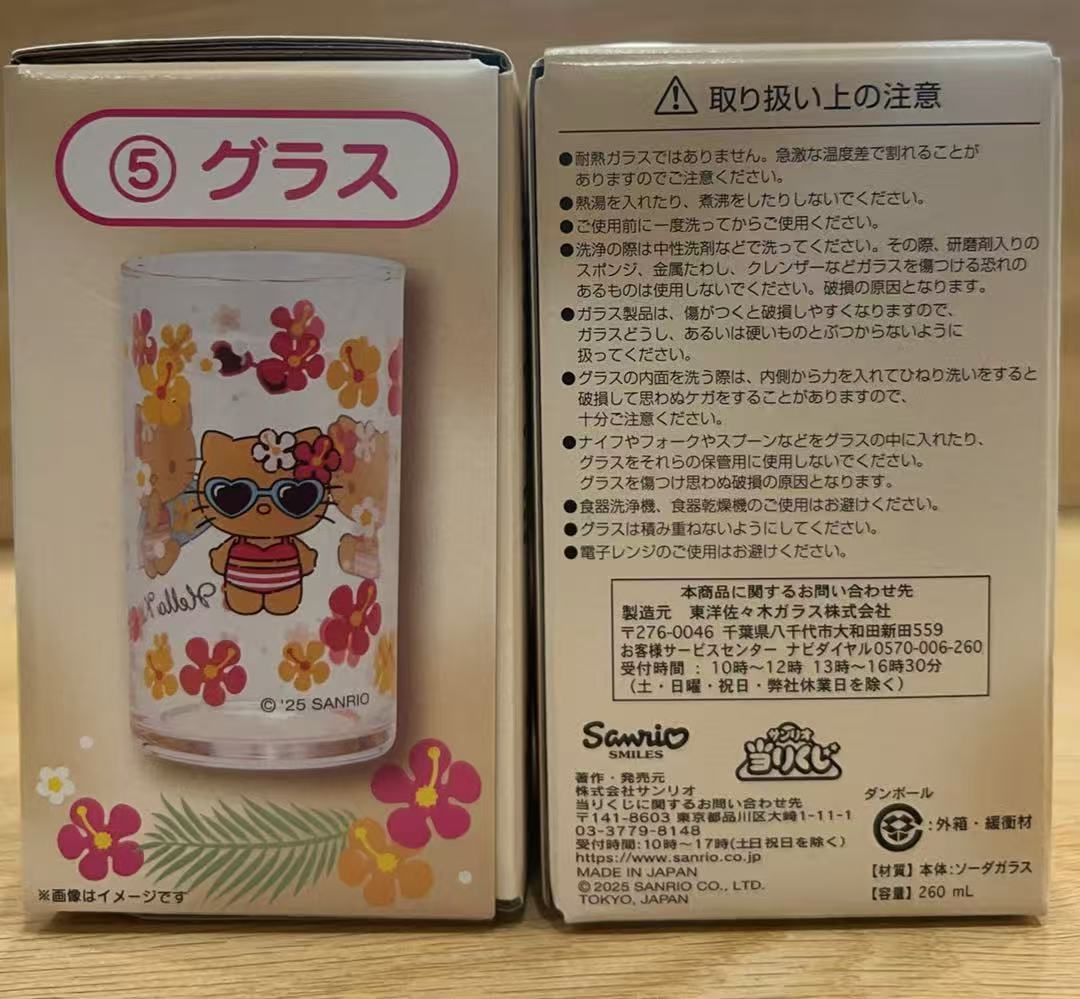 ⑤ グラス
Hello
© '25 SANRIO
※画像はイメージです
⚠ 取り扱い上の注意
●耐熱ガラスではありません。急激な温度差で割れることが
ありますのでご注意ください。
●熱湯を入れたり、煮沸をしたりしないでください。
●ご使用前に一度洗ってからご使用ください。
●洗浄の際は中性洗剤などで洗ってください。その際、研磨剤入りの
スポンジ、金属たわし、クレンザーなどガラスを傷つける恐れの
あるものは使用しないでください。破損の原因となります。
●ガラス製品は、傷がつくと破損しやすくなりますので、
ガラスどうし、あるいは硬いものとぶつからないように
扱ってください。
●グラスの内面を洗う際は、内側から力を入れてひねり洗いをすると
破損して思わぬケガをすることがありますので、
十分ご注意ください。
●ナイフやフォークやスプーンなどをグラスの中に入れたり、
グラスをそれらの保管用に使用しないでください。
グラスを傷つけ思わぬ破損の原因となります。
●食器洗浄機、食器乾燥機のご使用はお避けください。
●グラスは積み重ねないようにしてください。
●電子レンジのご使用はお避けください。
本商品に関するお問い合わせ先
製造元 東洋佐々木ガラス株式会社
〒276-0046 千葉県八千代市大和田新田559
お客様サービスセンター ナビダイヤル0570-006-260
受付時間：10時〜12時 13時〜16時30分
（土・日曜・祝日・弊社休業日を除く）
Sanrio
SMILES
サンリオ
当りくじ
著作・発売元
株式会社サンリオ
当りくじに関するお問い合わせ先
〒141-8603 東京都品川区大崎1-11-1
03-3779-8148
受付時間:10時〜17時(土日祝日を除く)
https://www.sanrio.co.jp
MADE IN JAPAN
©2025 SANRIO CO., LTD.
TOKYO, JAPAN
ダンボール
:外箱・緩衝材
【材質】本体:ソーダガラス
【容量】260 mL